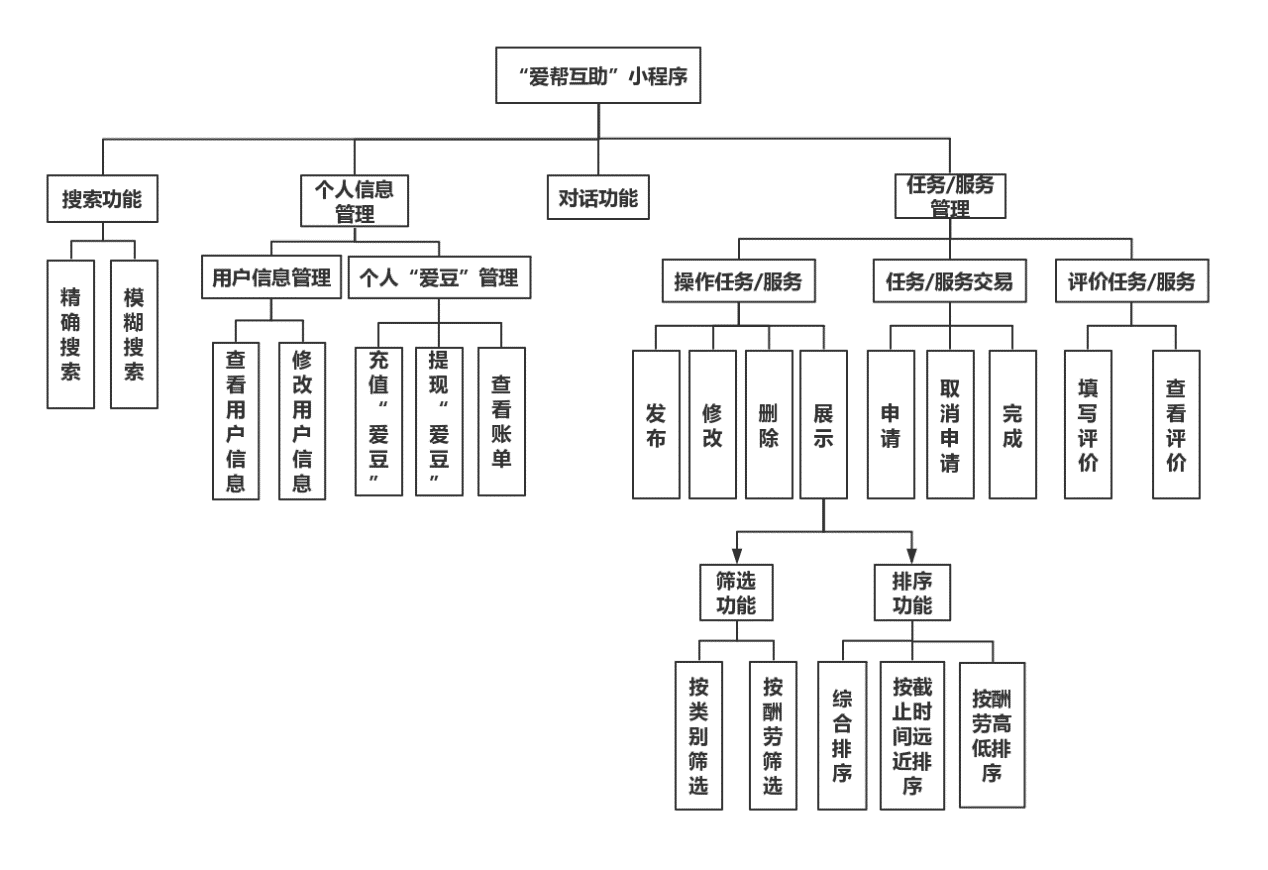 “爱帮互助”小程序
搜索功能
个人信息
管理
对话功能
任务/服务
管理
用户信息管理
个人“爱豆”管理
操作任务/服务
任务/服务交易
评价任务/服务
精确搜索
模糊搜索
查看用户信息
修改用户信息
充值“爱豆”
提现“爱豆”
查看账单
发布
修改
删除
展示
申请
取消申请
完成
填写评价
查看评价
筛选
功能
排序
功能
按类别筛选
按酬劳筛选
综合排序
按截
止时
间远
近排
序
按酬
劳高
低排
序